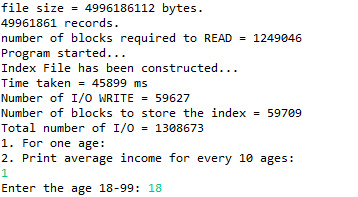 file size = 4996186112 bytes.
49961861 records.
number of blocks required to READ = 1249046
Program started...
Index File has been constructed...
Time taken = 45899 ms
Number of I/O WRITE = 59627
Number of blocks to store the index = 59709
Total number of I/O = 1308673
1. For one age:
2. Print average income for every 10 ages:
1
Enter the age 18-99: 18